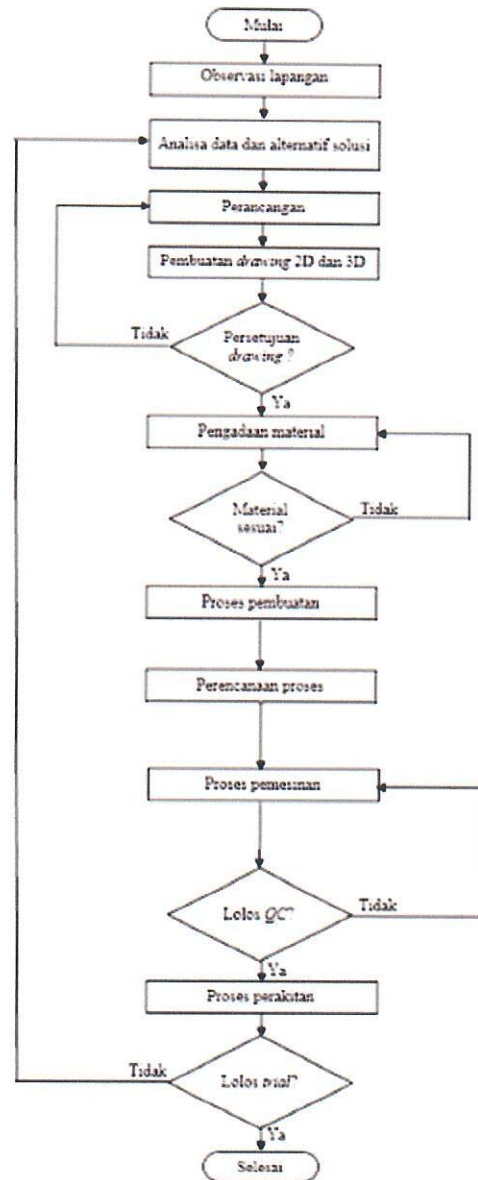 Mulai
Observasi lapangan
Analisa data dan alternatif solusi
Perancangan
Pembuatan drawing 2D dan 3D
Tidak
Persetujuan
drawing ?
Ya
Pengadaan material
Material
sesuai?
Tidak
Ya
Proses pembuatan
Perencanaan proses
Proses pemesinan
Lolos QC?
Tidak
Ya
Proses perakitan
Tidak
Lolos trial?
Ya
Selesai